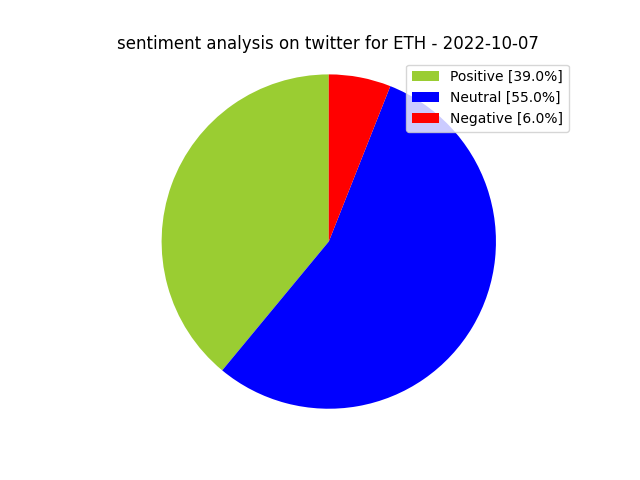 sentiment analysis on twitter for ETH - 2022-10-07
Positive [39.0%]
Neutral [55.0%]
Negative [6.0%]